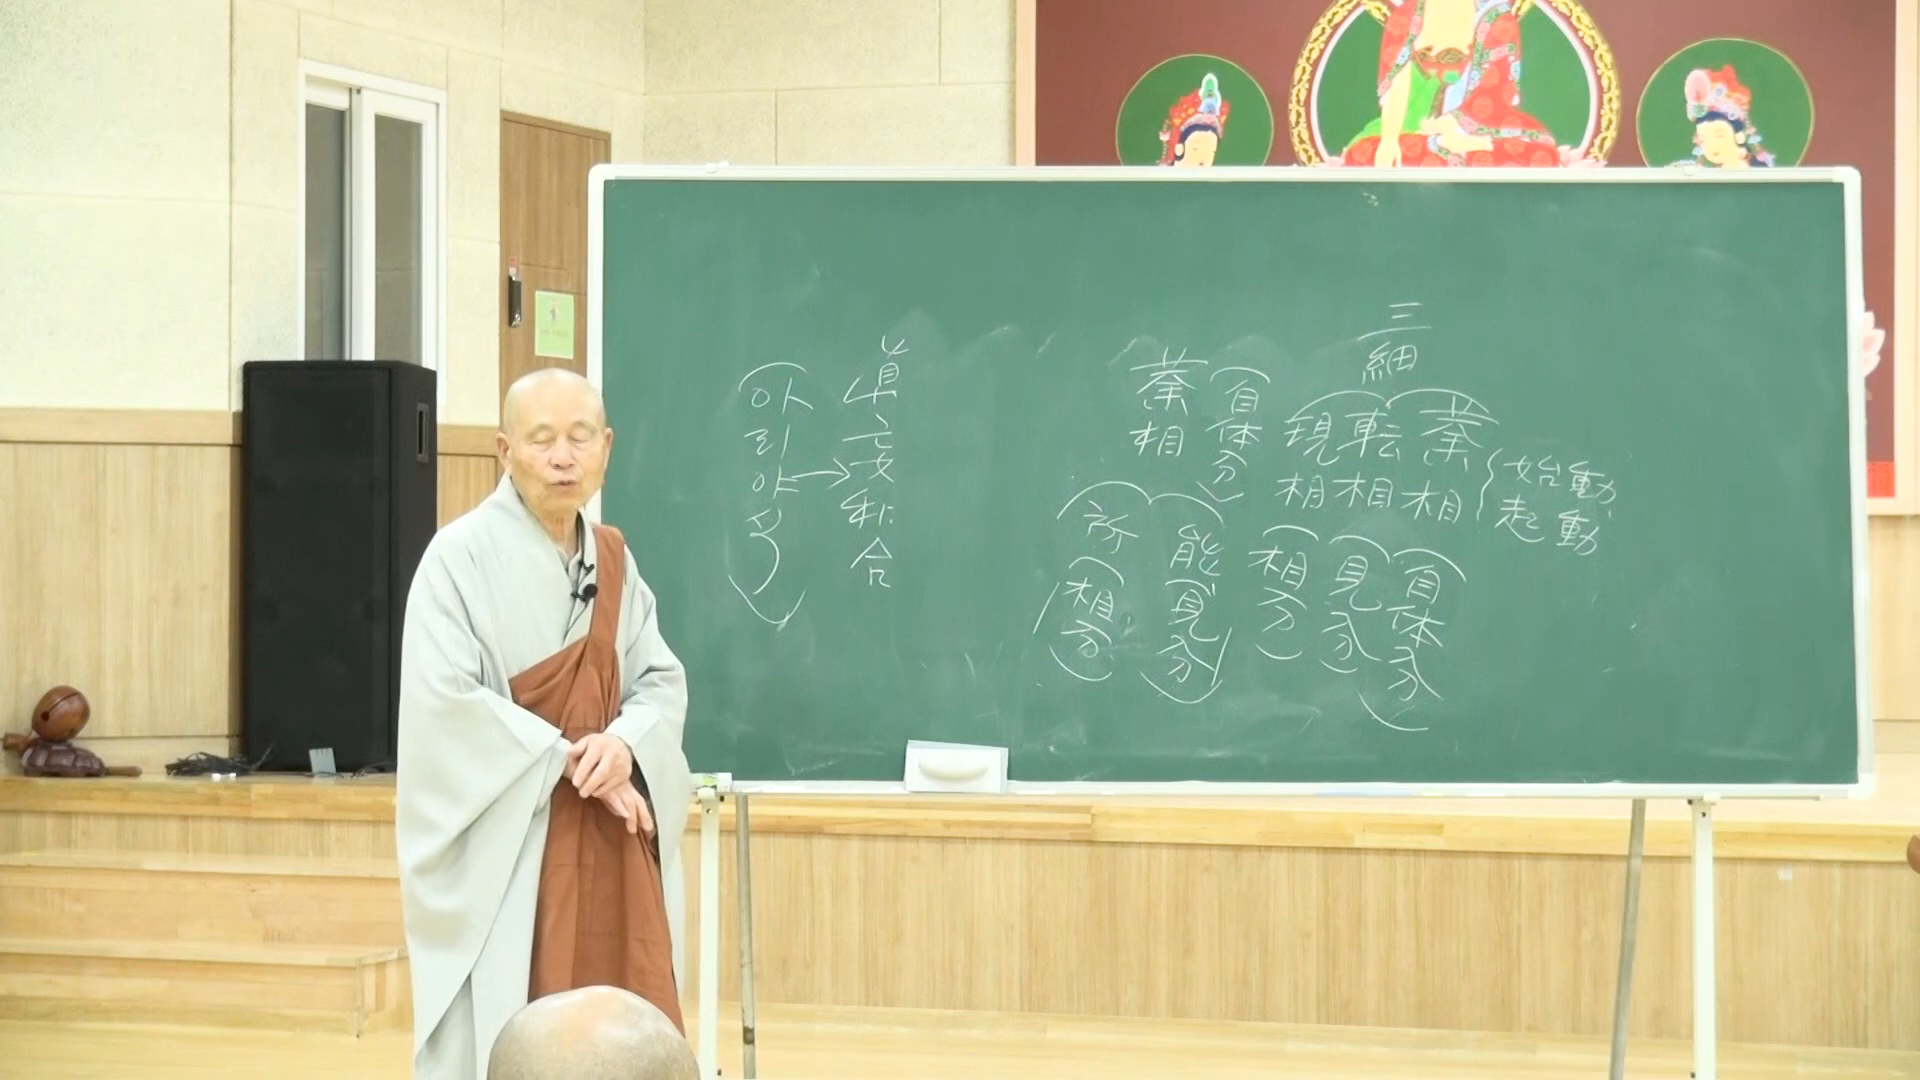 三細
業相
始動
起動
転相
現相
自体分
見分
相分
自体分
業相
能見分
所相分
真妄和合
아리야식